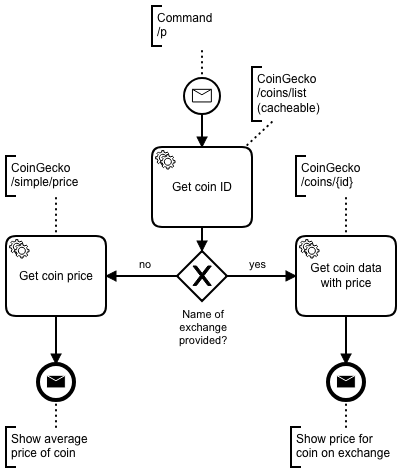 Command
/p
CoinGecko
/coins/list
(cacheable)
Get coin ID
CoinGecko
/simple/price
CoinGecko
/coins/{id}
Get coin price
no
yes
Get coin data
with price
Name of
exchange
provided?
Show average
price of coin
Show price for
coin on exchange